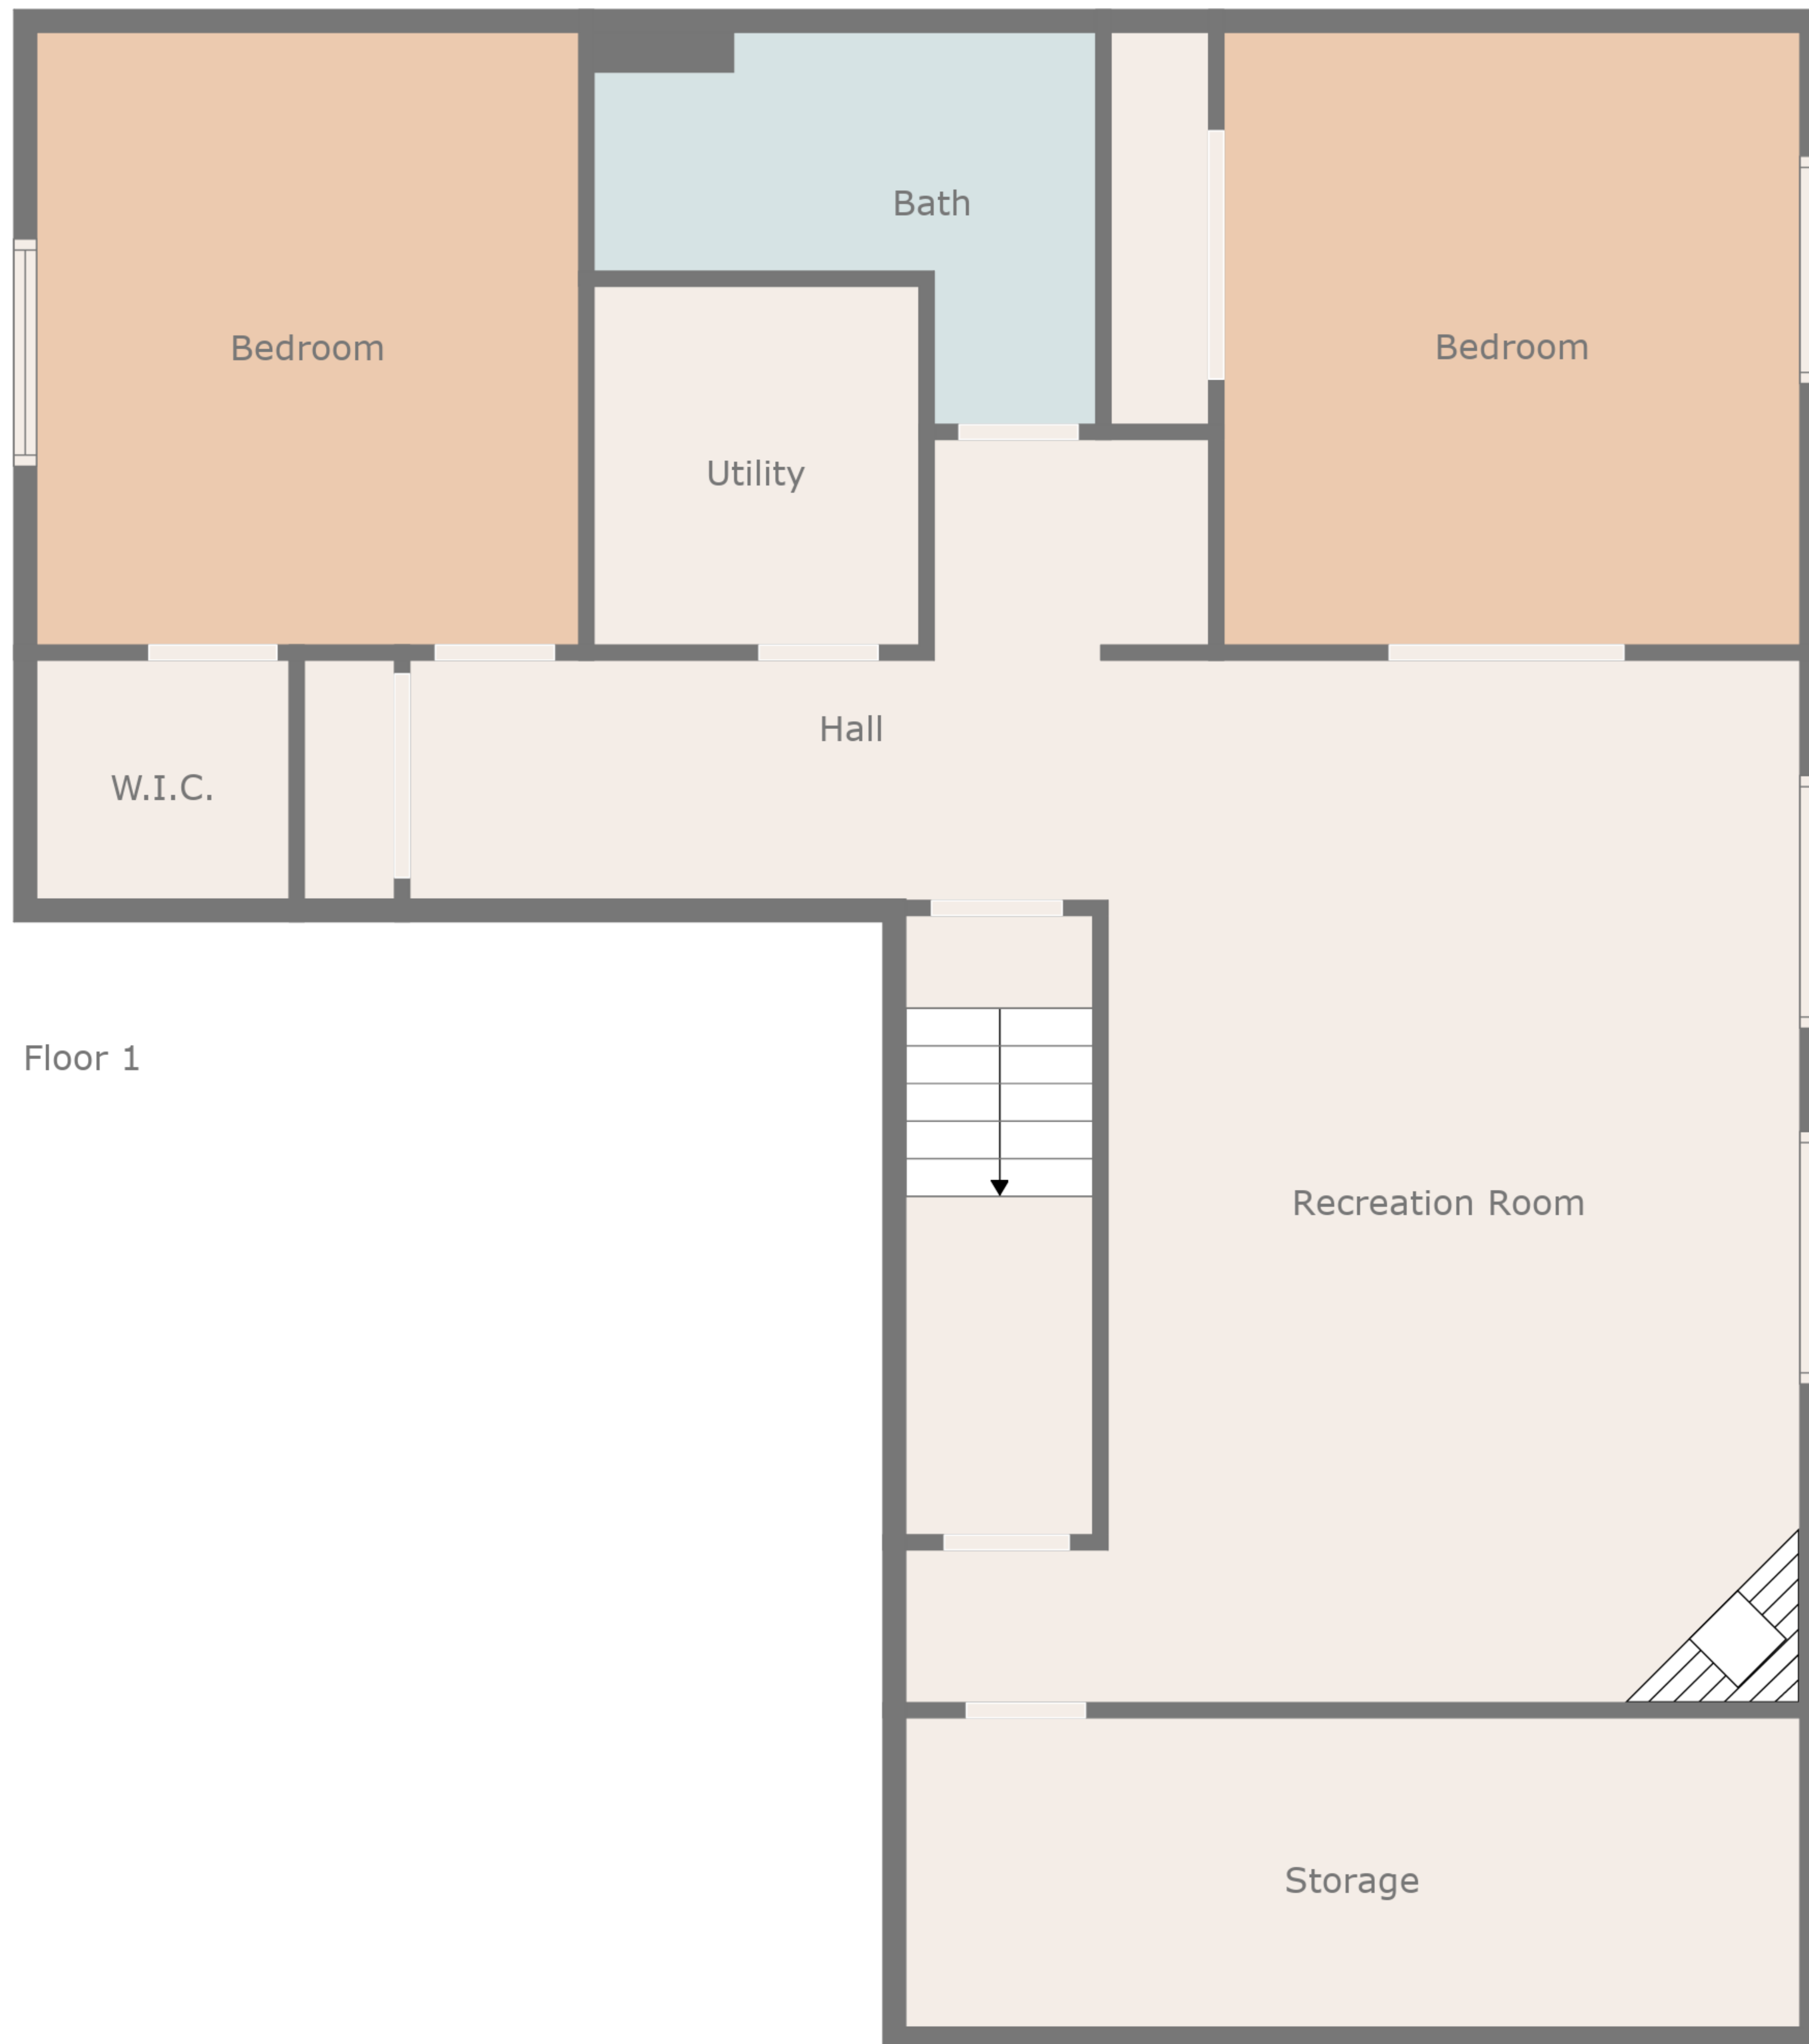 Bath
Bedroom
Bedroom
Utility
Hall
W.I.C.
Floor 1
Recreation Room
Storage